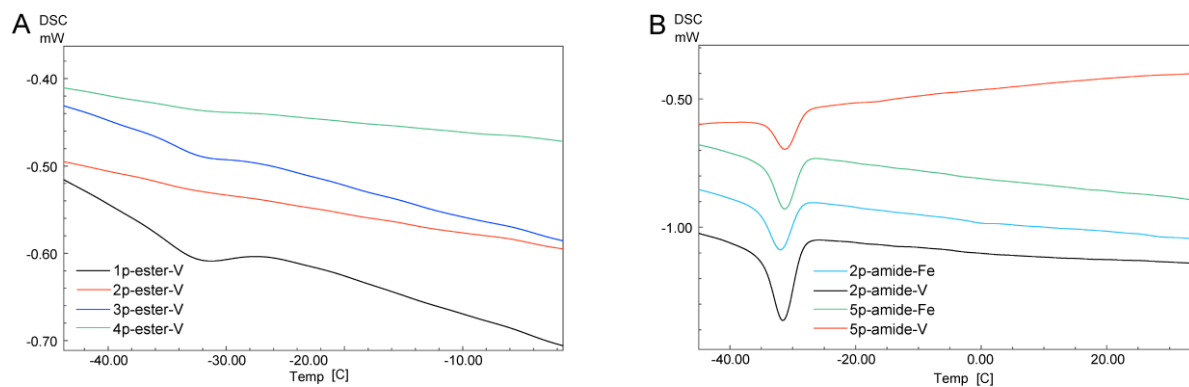 A
DSC
mW
-0.40
-0.50
-0.60
-0.70
1p-ester-V
2p-ester-V
3p-ester-V
4p-ester-V
-40.00 -30.00 -20.00 -10.00
Temp [C]
B
DSC
mW
-0.50
-1.00
2p-amide-Fe
2p-amide-V
5p-amide-Fe
5p-amide-V
-40.00 -20.00 0.00 20.00
Temp [C]